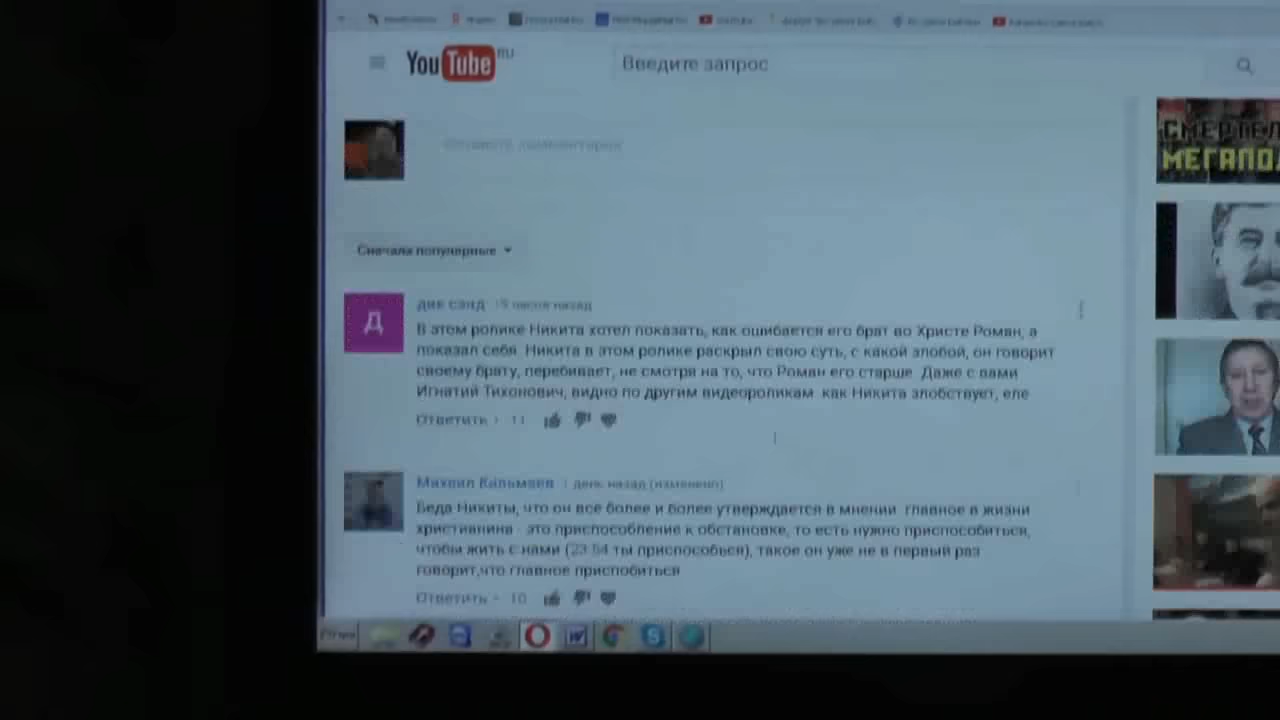 YouTube RU
Введите запрос
СМЕРТЕЛ
МЕГАПОЛ
Сначала популярные
Д
дие сэнд 15 часов назад
В этом ролике Никита хотел показать, как ошибается его брат во Христе Роман, а
показал себя. Никита в этом ролике раскрыл свою суть, с какой злобой, он говорит
своему брату, перебивает, не смотря на то, что Роман его старше. Даже с вами
Игнатий Тихонович, видно по другим видеороликам как Никита злобствует, еле
Ответить · 11
Михаил 1 день назад (изменено)
Беда Никиты, что он всё более и более утверждается в мнении главное в жизни
христианина - это приспособление к обстановке, то есть нужно приспособиться,
чтобы жить с нами (23:54 ты приспособься), такое он уже не в первый раз
говорит,что главное приспобиться
Ответить · 10